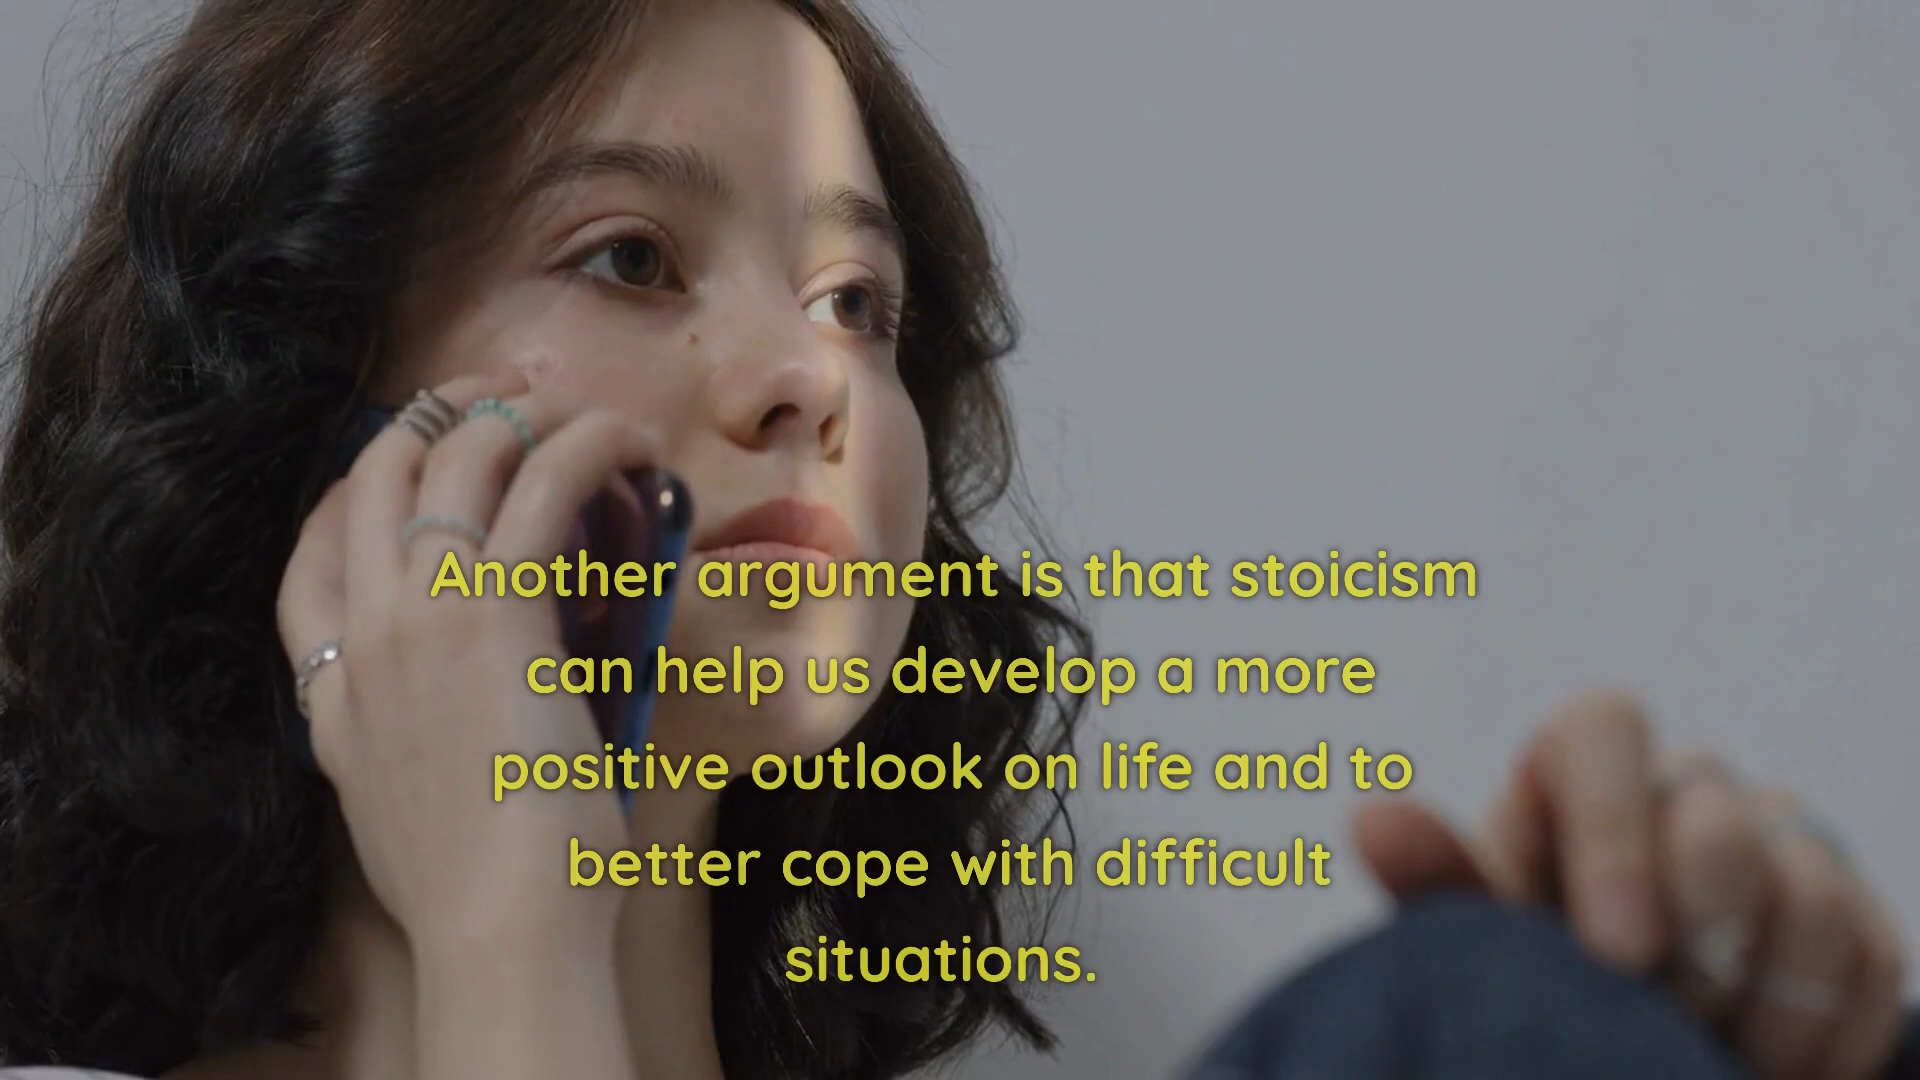 Another argument is that stoicism
can help us develop a more
positive outlook on life and to
better cope with difficult
situations.